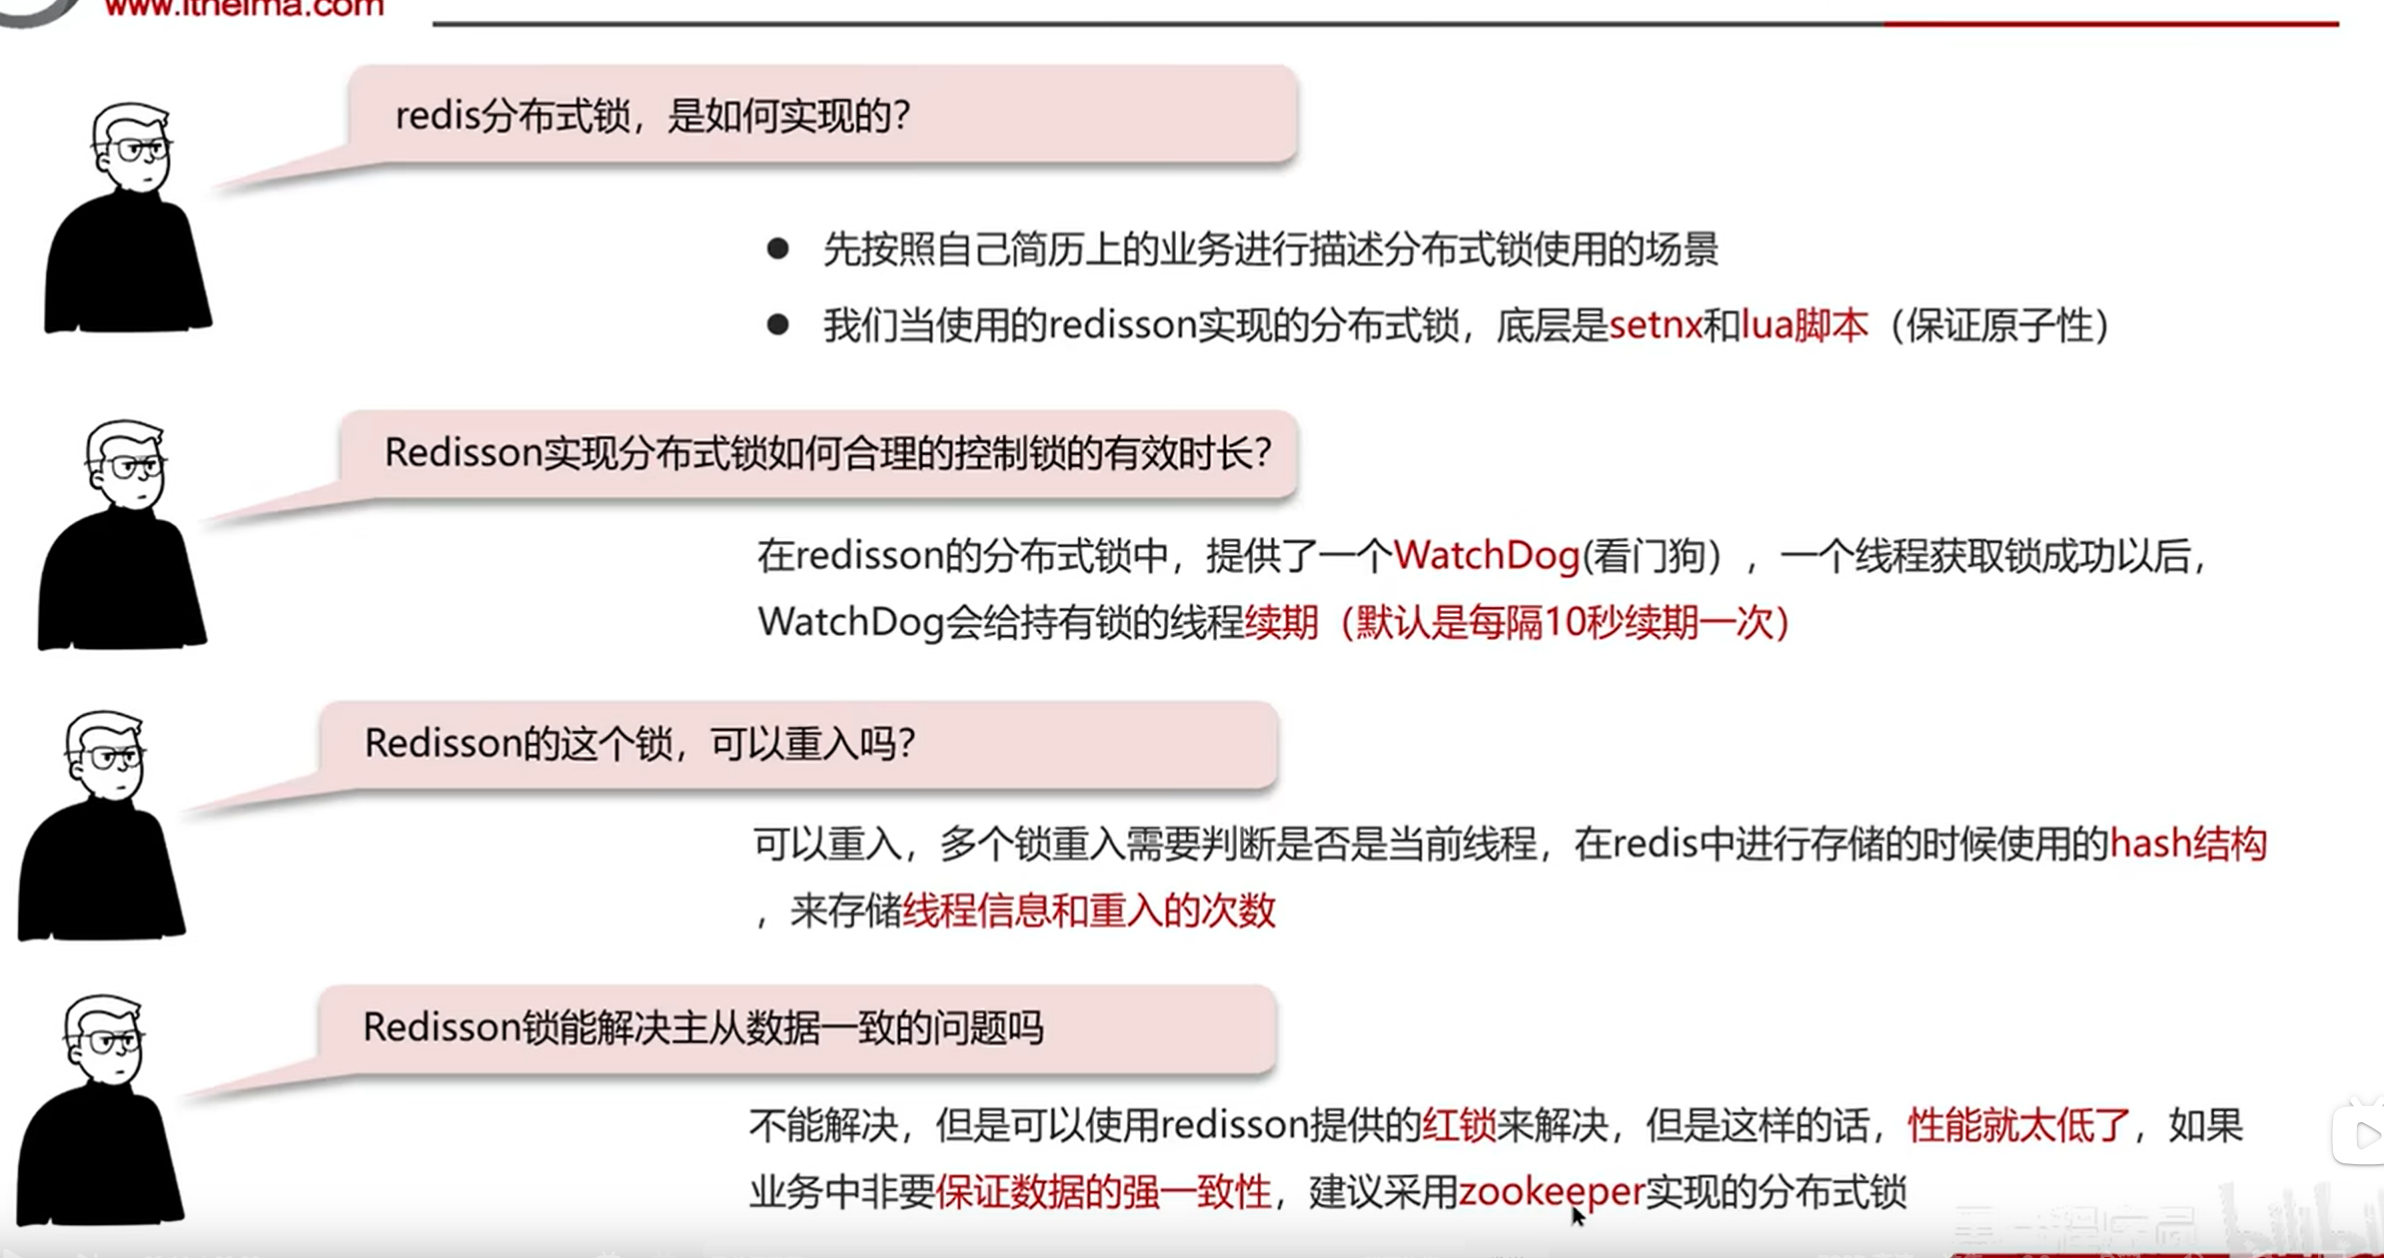 www.itheima.com
redis分布式锁，是如何实现的？
● 先按照自己简历上的业务进行描述分布式锁使用的场景
● 我们当使用的redisson实现的分布式锁，底层是setnx和lua脚本（保证原子性）
Redisson实现分布式锁如何合理的控制锁的有效时长？
在redisson的分布式锁中，提供了一个WatchDog(看门狗），一个线程获取锁成功以后，
WatchDog会给持有锁的线程续期（默认是每隔10秒续期一次）
Redisson的这个锁，可以重入吗？
可以重入，多个锁重入需要判断是否是当前线程，在redis中进行存储的时候使用的hash结构
，来存储线程信息和重入的次数
Redisson锁能解决主从数据一致的问题吗
不能解决，但是可以使用redisson提供的红锁来解决，但是这样的话，性能就太低了，如果
业务中非要保证数据的强一致性，建议采用zookeeper实现的分布式锁